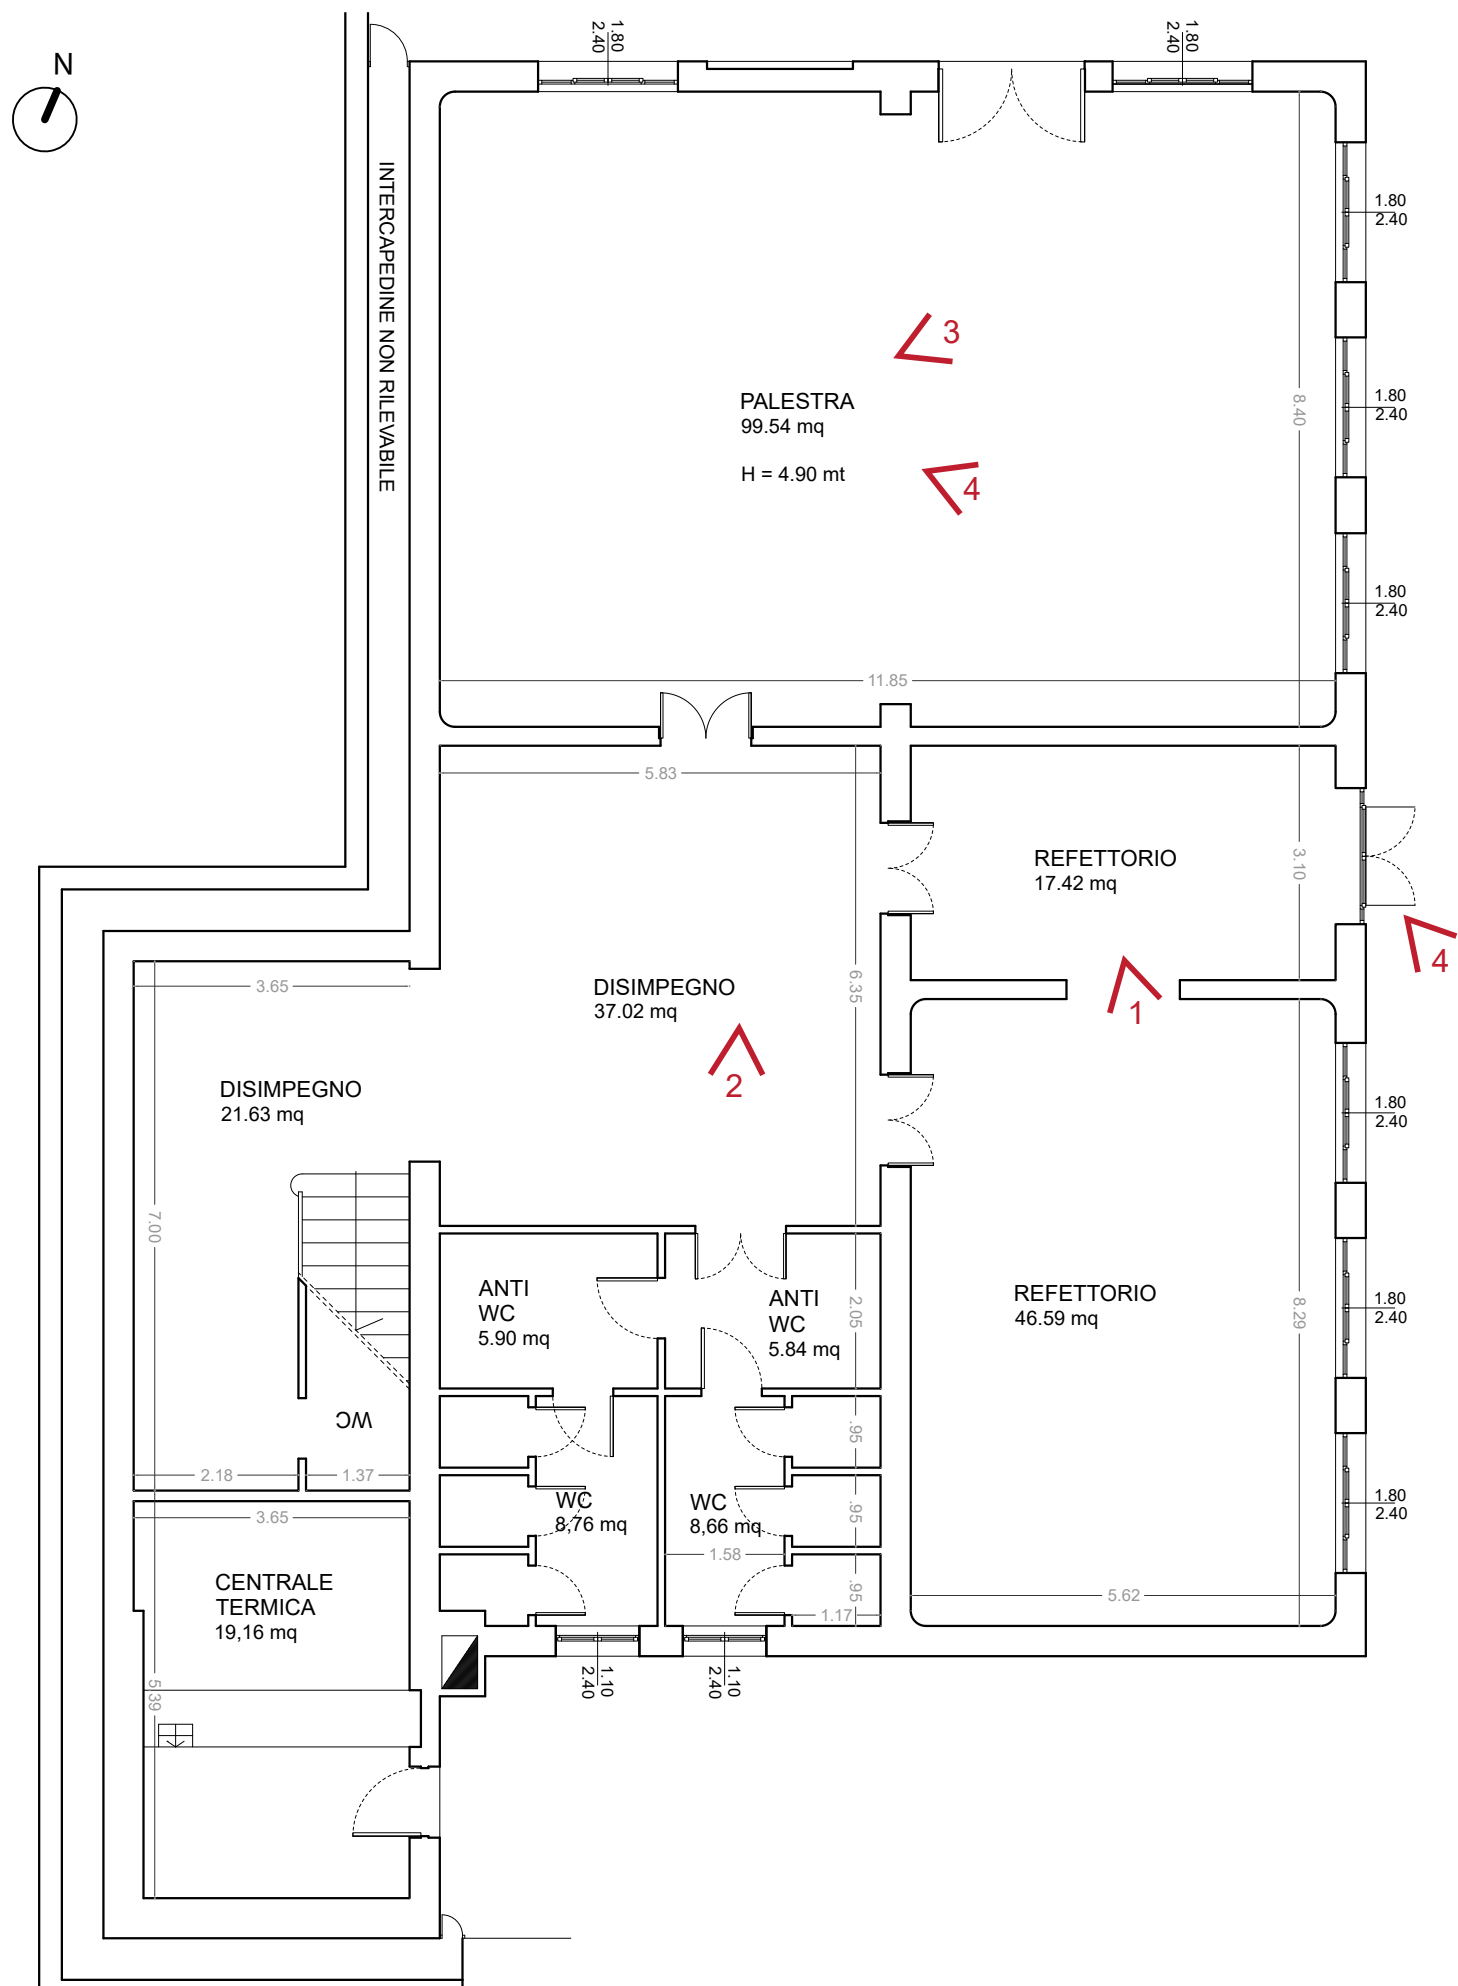 N
1.80
2.40
1.80
2.40
INTERCAPEDINE NON RILEVABILE
1.80
2.40
3
PALESTRA
99.54 mq
8.40
1.80
2.40
H = 4.90 mt
4
1.80
2.40
11.85
5.83
REFETTORIO
17.42 mq
3.10
4
3.65
DISIMPEGNO
37.02 mq
6.35
1
2
DISIMPEGNO
21.63 mq
1.80
2.40
7.00
ANTI
WC
5.90 mq
ANTI
WC
5.84 mq
2.05
REFETTORIO
46.59 mq
8.29
1.80
2.40
WC
.95
2.18
1.37
3.65
WC
8,76 mq
WC
8,66 mq
.95
1.80
2.40
1.58
CENTRALE
TERMICA
19,16 mq
.95
1.17
5.62
5.39
1.10
2.40
1.10
2.40